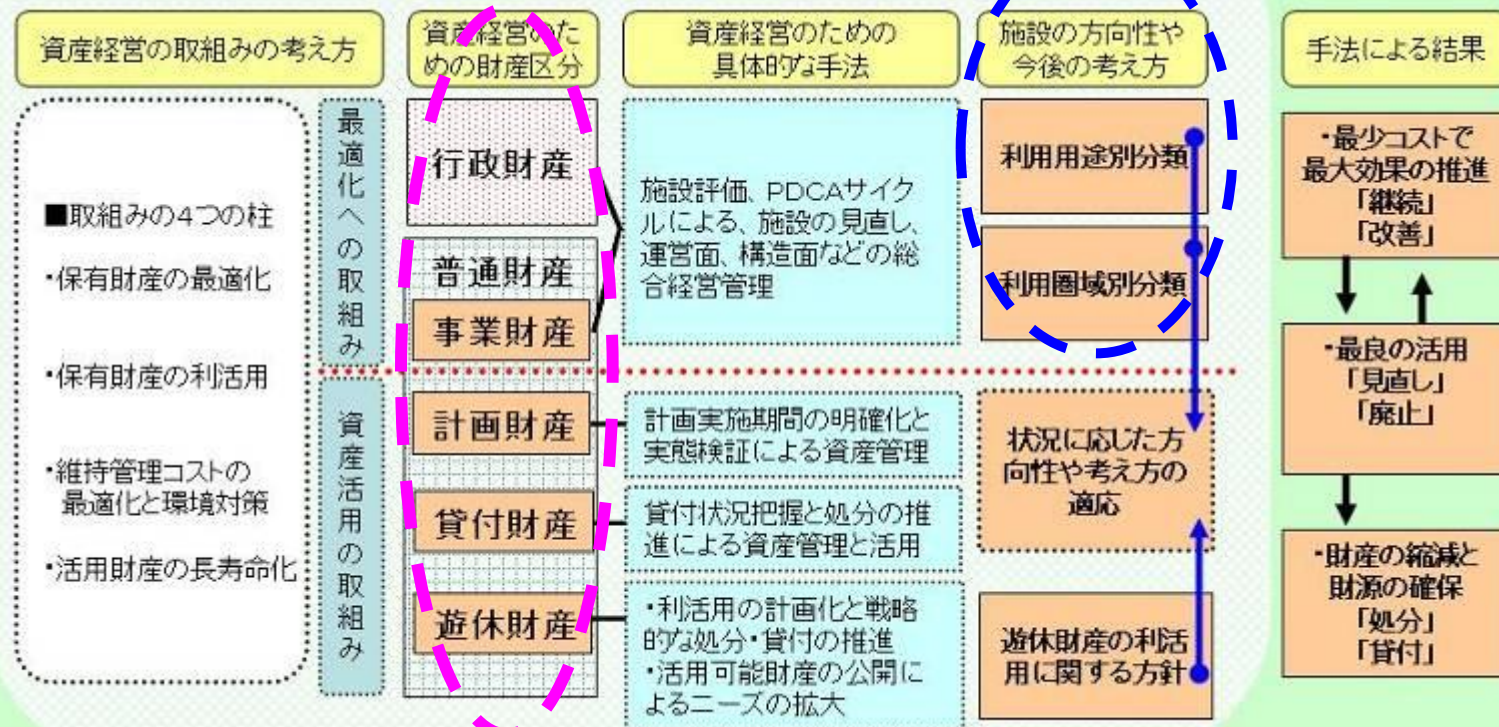 資産経営の取組みの考え方
資産経営のた
めの財産区分
資産経営のための
具体的な手法
施設の方向性や
今後の考え方
手法による結果
■取組みの4つの柱
・保有財産の最適化
・保有財産の利活用
・維持管理コストの
最適化と環境対策
・活用財産の長寿命化
最適化への取組み
資産活用の取組み
行政財産
普通財産
事業財産
計画財産
貸付財産
遊休財産
施設評価、PDCAサイク
ルによる、施設の見直し、
運営面、構造面などの総
合経営管理
計画実施期間の明確化と
実態検証による資産管理
貸付状況把握と処分の推
進による資産管理と活用
・利活用の計画化と戦略
的な処分・貸付の推進
・活用可能財産の公開に
よるニーズの拡大
利用用途別分類
利用圏域別分類
状況に応じた方
向性や考え方の
適応
遊休財産の利活
用に関する方針
・最少コストで
最大効果の推進
「継続」
「改善」
・最良の活用
「見直し」
「廃止」
・財産の縮減と
財源の確保
「処分」
「貸付」